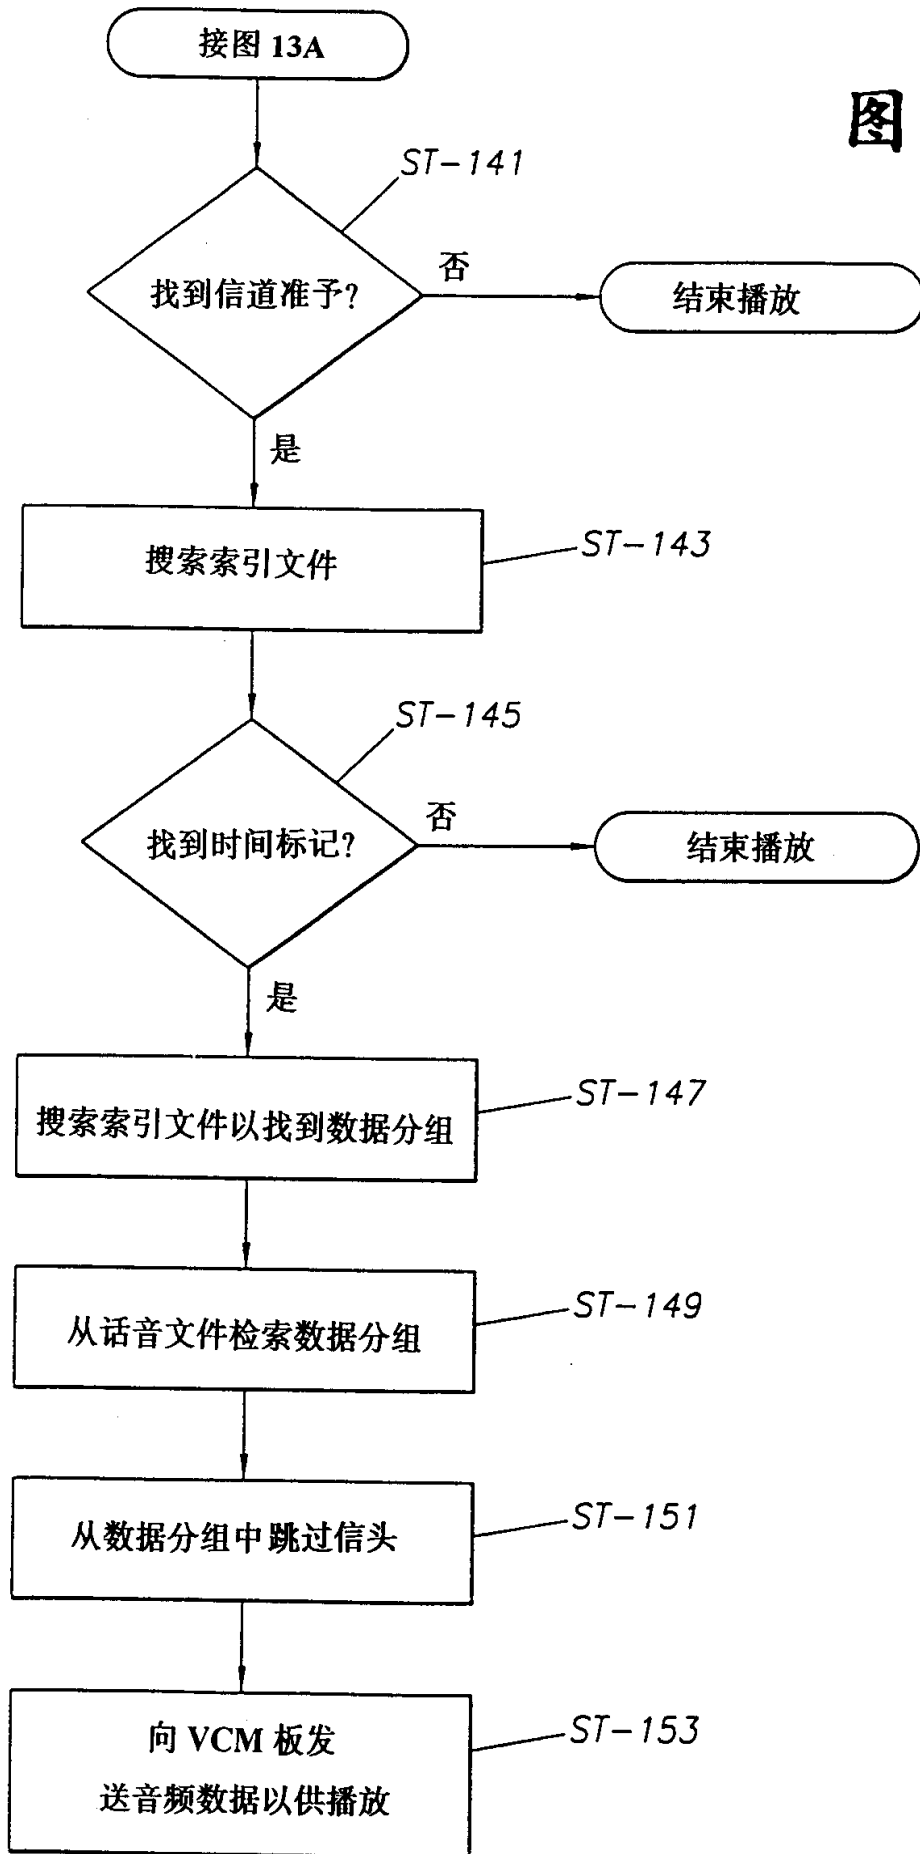 接图 13A
图
ST-141
找到信道准予?
否
结束播放
是
搜索索引文件
ST-143
ST-145
找到时间标记?
否
结束播放
是
搜索索引文件以找到数据分组
ST-147
从话音文件检索数据分组
ST-149
从数据分组中跳过信头
ST-151
向 VCM 板发
送音频数据以供播放
ST-153